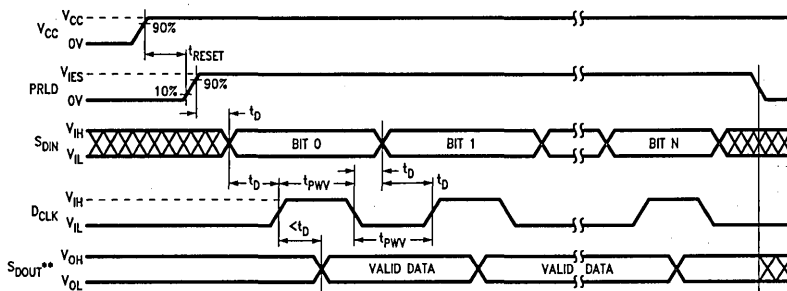 VCC
VCC
90%
0V
tRESET
VIES
PRLD
90%
10%
0V
tD
SDIN
VIH
VIL
BIT 0
BIT 1
BIT N
tD
tPWV
tD
tD
DCLK
VIH
VIL
<tD
tPWV
SDOUT**
VOH
VOL
VALID DATA
VALID DATA